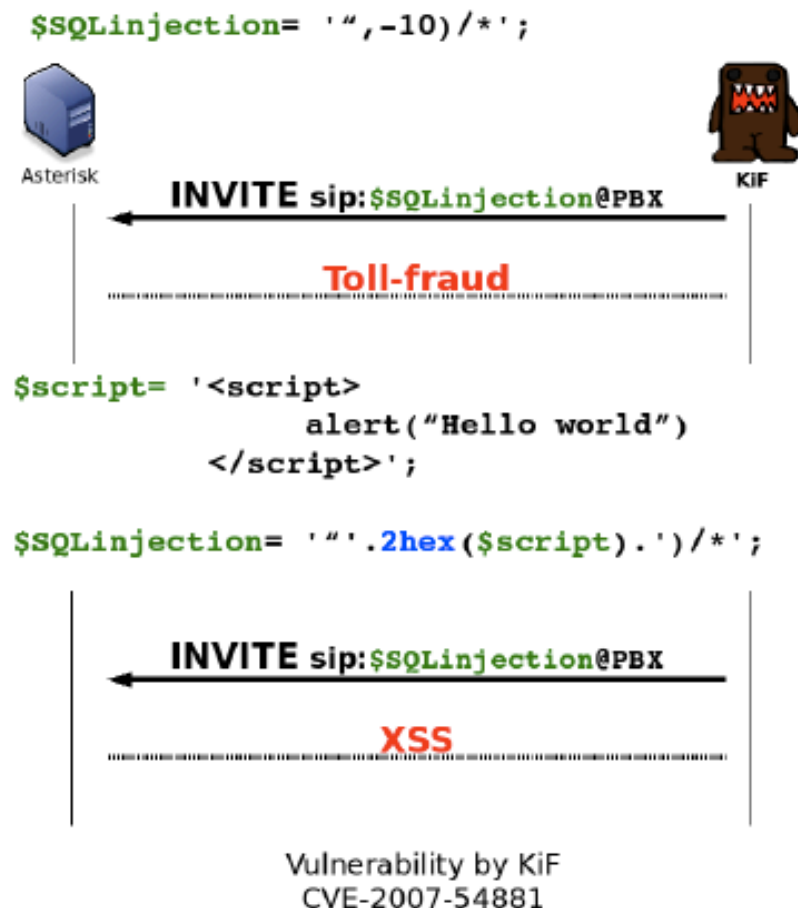 $SQLinjection= '“,-10)/*';
Asterisk
KiF
INVITE sip:$SQLinjection@PBX
Toll-fraud
$script= '<script>
alert(“Hello world”)
</script>';
$SQLinjection= '“'.2hex($script).')/*';
INVITE sip:$SQLinjection@PBX
XSS
Vulnerability by KiF
CVE-2007-54881